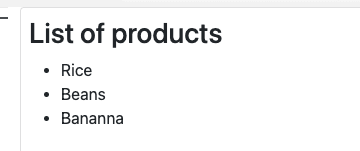 List of products
• Rice
• Beans
• Bananna